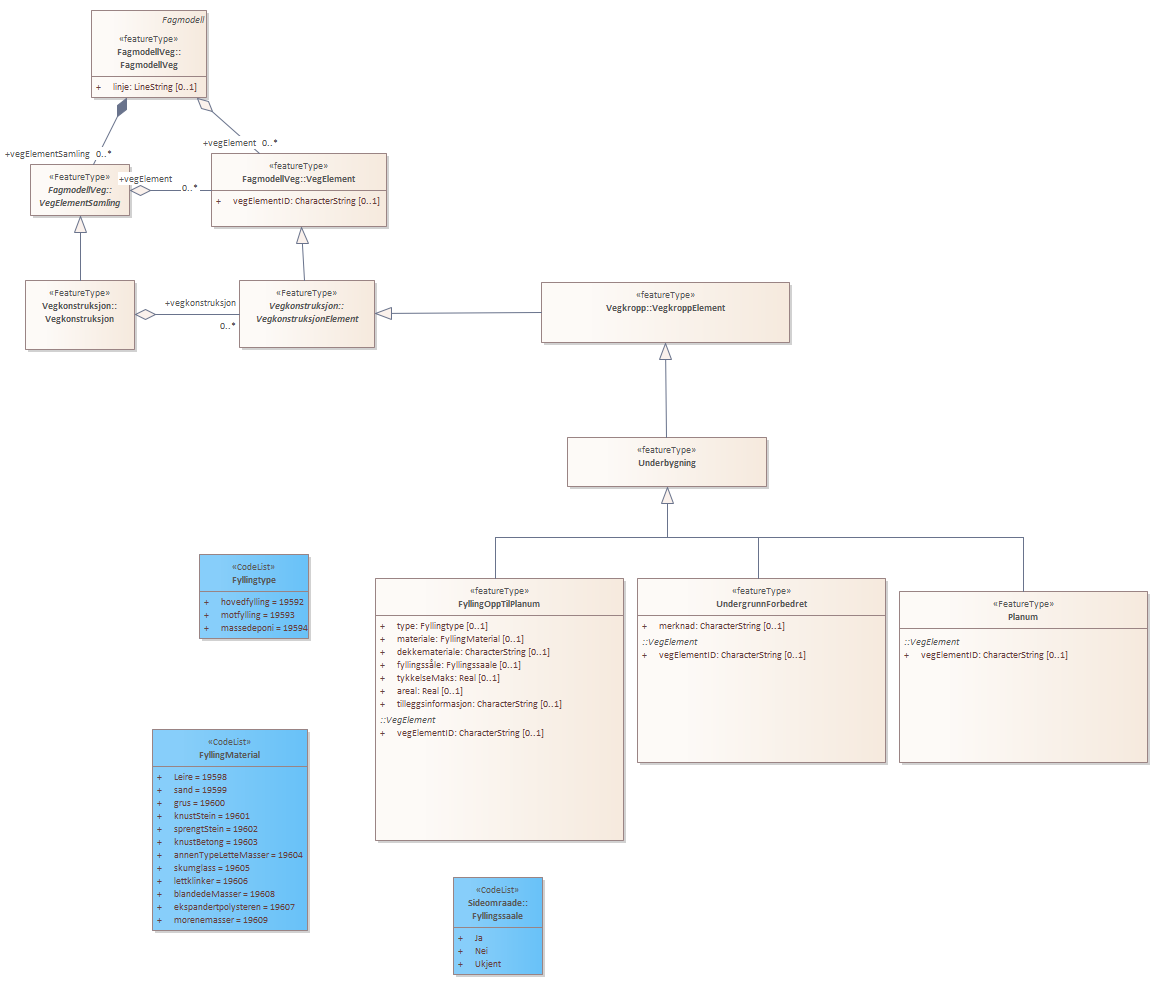 Fagmodell
«featureType»
FagmodellVeg::
FagmodellVeg
+ linje: LineString [0..1]
+vegElementSamling 0..*
+vegElement 0..*
«FeatureType»
FagmodellVeg::
VegElementSamling
+vegElement
0..*
«featureType»
FagmodellVeg::VegElement
+ vegElementID: CharacterString [0..1]
«FeatureType»
Vegkonstruksjon::
Vegkonstruksjon
+vegkonstruksjon
0..*
«FeatureType»
Vegkonstruksjon::
VegkonstruksjonElement
«featureType»
Vegkropp::VegkroppElement
«featureType»
Underbygning
«CodeList»
Fyllingtype
+ hovedfylling = 19592
+ motfylling = 19593
+ massedeponi = 19594
«featureType»
FyllingOppTilPlanum
+ type: Fyllingtype [0..1]
+ materiale: FyllingMaterial [0..1]
+ dekkemateriale: CharacterString [0..1]
+ fyllingssåle: Fyllingssaale [0..1]
+ tykkelseMaks: Real [0..1]
+ areal: Real [0..1]
+ tilleggsinformasjon: CharacterString [0..1]
::VegElement
+ vegElementID: CharacterString [0..1]
«featureType»
UndergrunnForbedret
+ merknad: CharacterString [0..1]
::VegElement
+ vegElementID: CharacterString [0..1]
«FeatureType»
Planum
::VegElement
+ vegElementID: CharacterString [0..1]
«CodeList»
FyllingMaterial
+ Leire = 19598
+ sand = 19599
+ grus = 19600
+ knustStein = 19601
+ sprengtStein = 19602
+ knustBetong = 19603
+ annenTypeLetteMasser = 19604
+ skumglass = 19605
+ lettklinker = 19606
+ blandedeMasser = 19608
+ ekspandertpolysteren = 19607
+ morenemasser = 19609
«CodeList»
Sideomraade::
Fyllingssaale
+ Ja
+ Nei
+ Ukjent